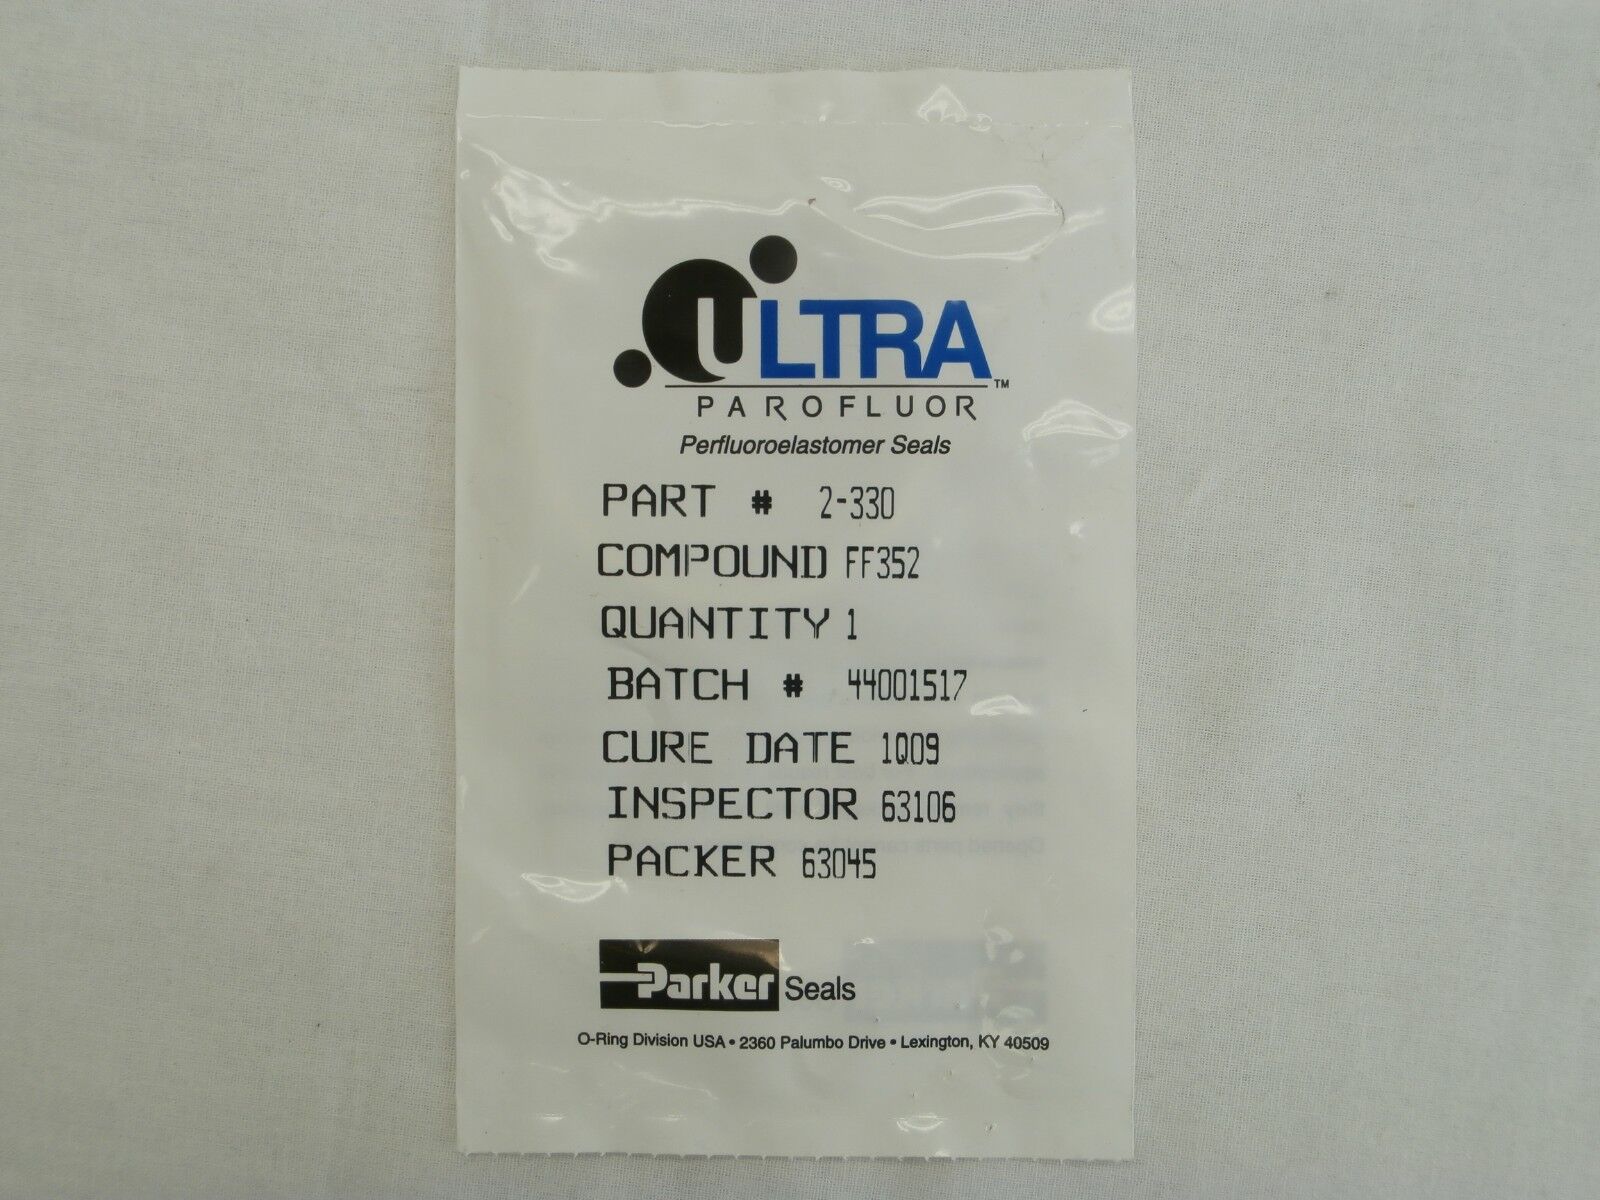 ULTRA™
PAROFLUOR
Perfluoroelastomer Seals
PART # 2-330
COMPOUND FF352
QUANTITY 1
BATCH # 44001517
CURE DATE 1Q09
INSPECTOR 63106
PACKER 63045
Parker Seals
O-Ring Division USA • 2360 Palumbo Drive • Lexington, KY 40509